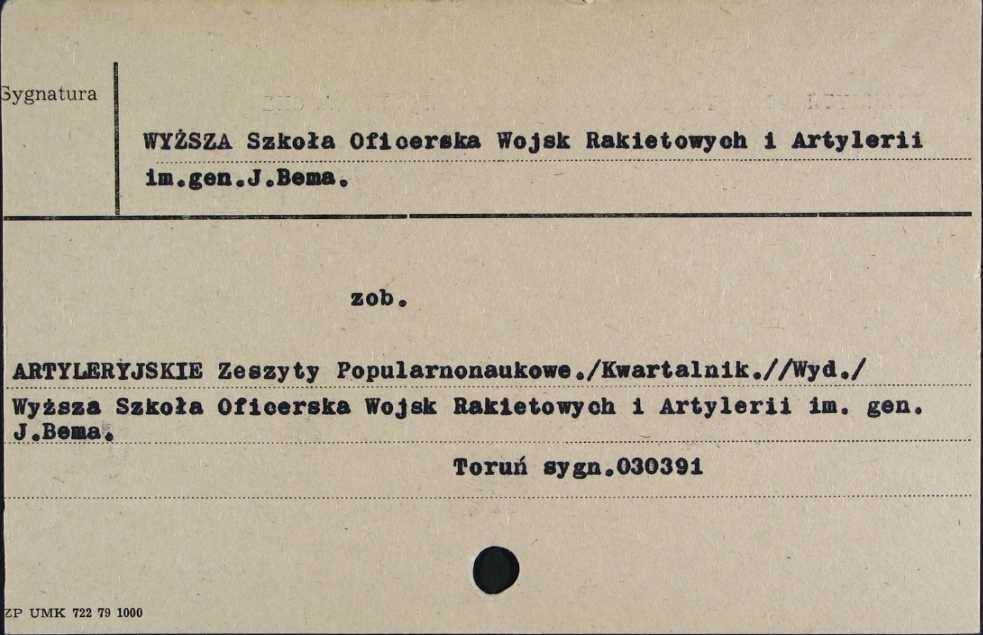 Sygnatura
WYŻSZA Szkoła Oficerska Wojsk Rakietowych i Artylerii
im.gen.J.Bema.
zob.
ARTYLERYJSKIE Zeszyty Popularnonaukowe./Kwartalnik.//Wyd./
Wyższa Szkoła Oficerska Wojsk Rakietowych i Artylerii im. gen.
J.Bema.
Toruń sygn.030391
ZP UMK 722 79 1000